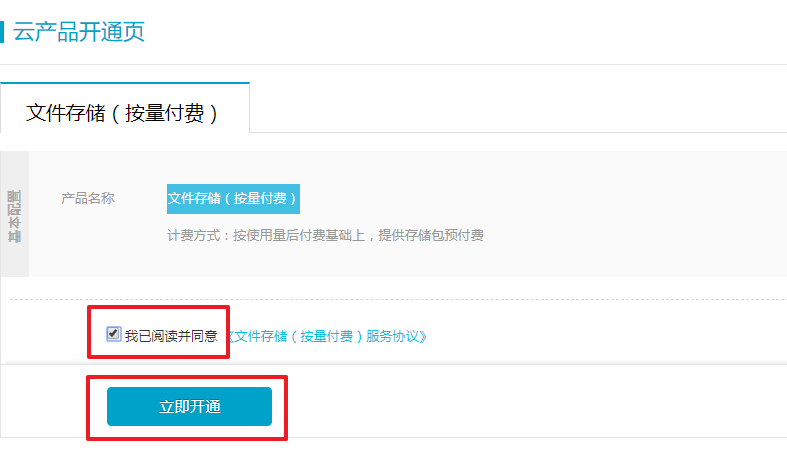 云产品开通页
文件存储（按量付费）
基本配置
产品名称
文件存储（按量付费）
计费方式：按使用量后付费基础上，提供存储包预付费
我已阅读并同意《文件存储（按量付费）服务协议》
立即开通